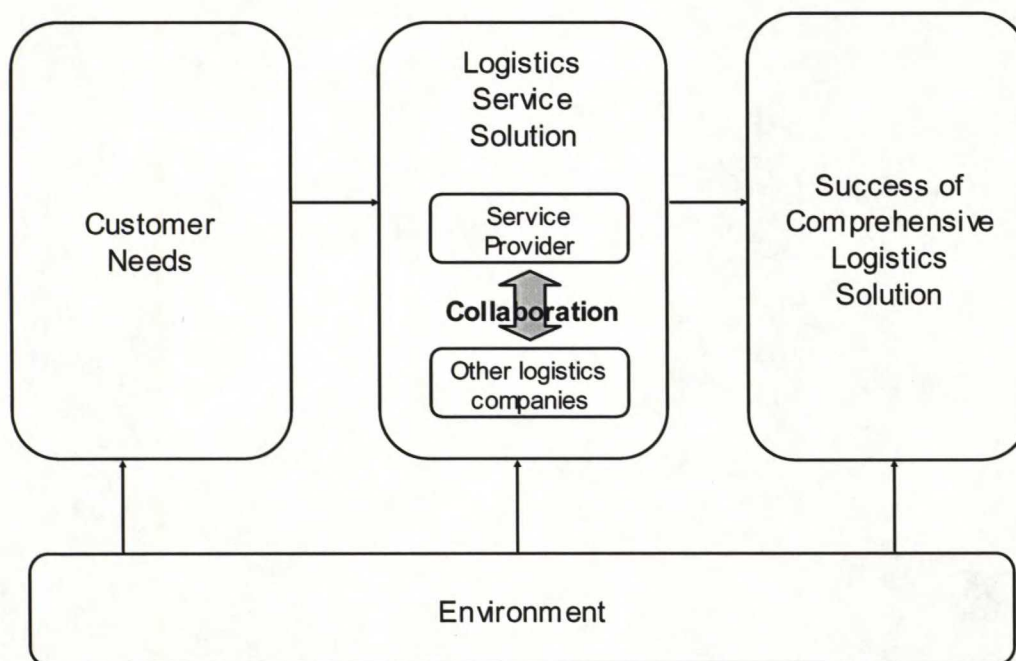 Customer
Needs
Logistics
Service
Solution
Service
Provider
Collaboration
Other logistics
companies
Success of
Comprehensive
Logistics
Solution
Environment